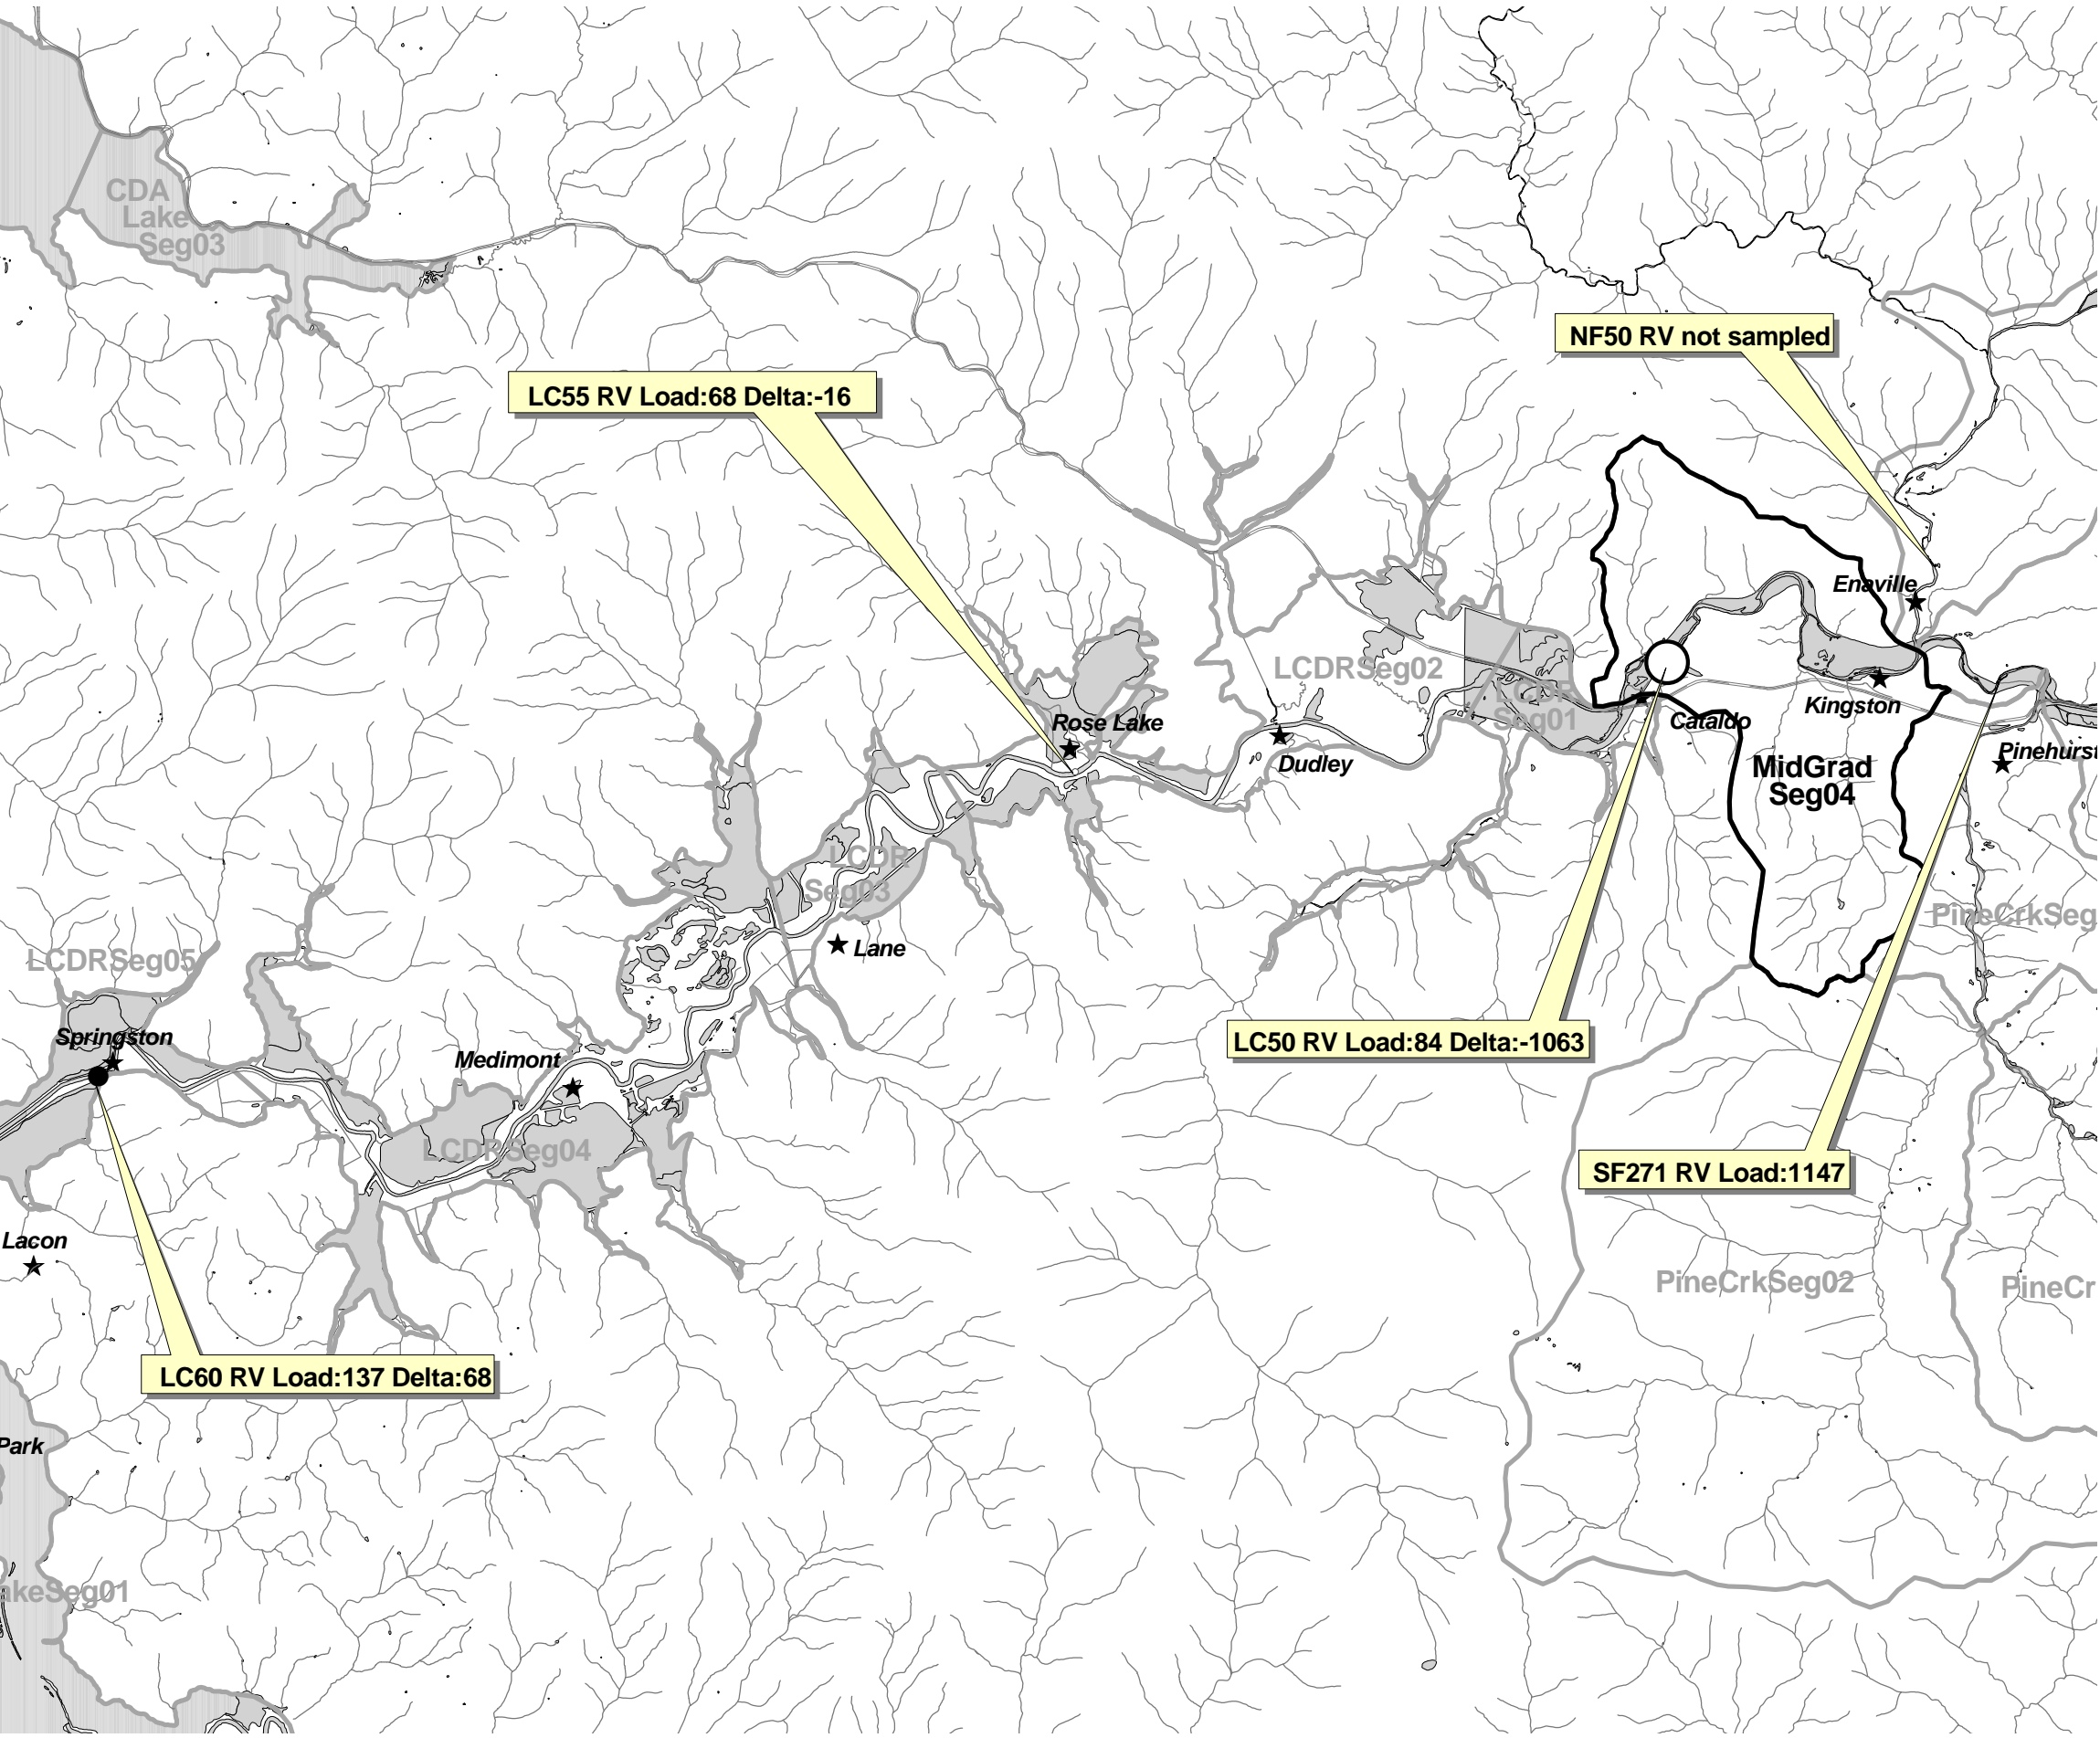 CDA
Lake
Seg03
NF50 RV not sampled
LC55 RV Load:68 Delta:-16
Enaville
LCDRSeg02
Rose Lake
Seg01
Cataldo
Kingston
Dudley
Pinehurst
MidGrad
Seg04
LCDR
Seg03
PineCrkSeg
Lane
LCDRSeg05
Springston
Medimont
LC50 RV Load:84 Delta:-1063
LCDRSeg04
SF271 RV Load:1147
Lacon
PineCrkSeg02
PineCr
LC60 RV Load:137 Delta:68
Park
akeSeg01